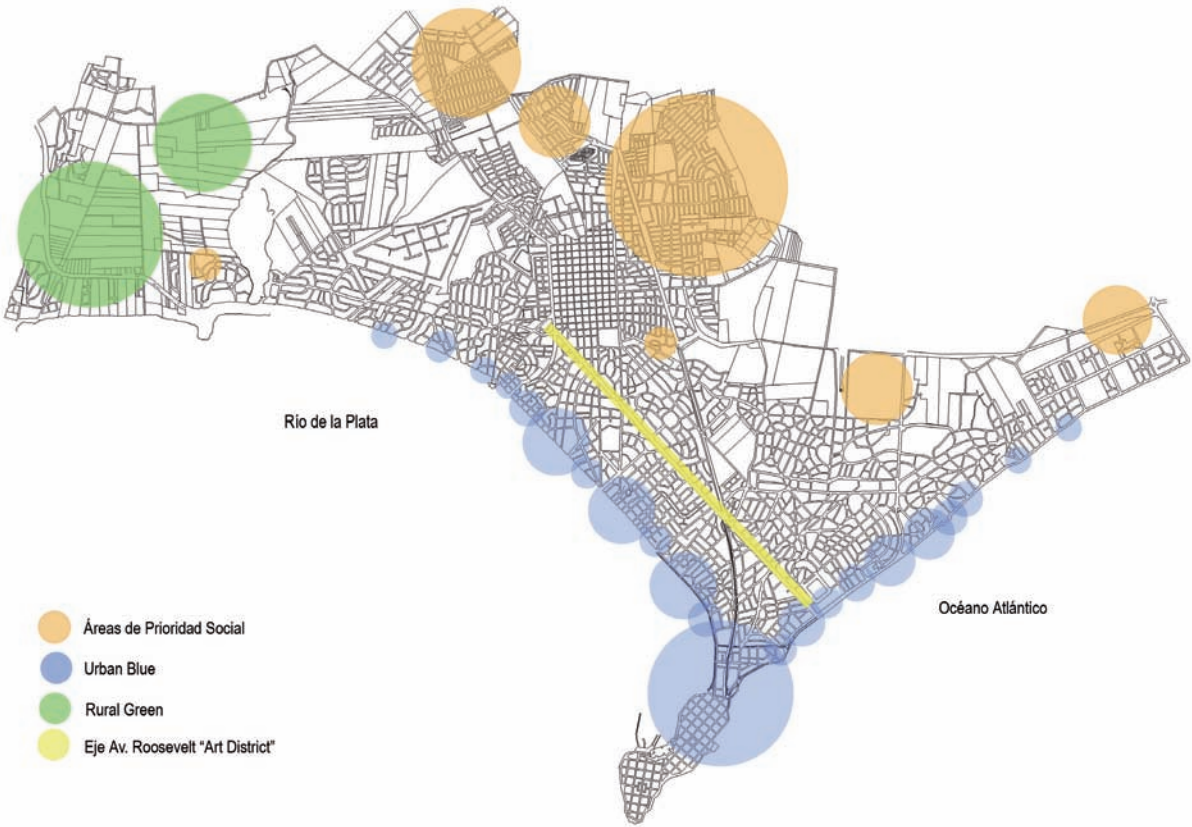 Río de la Plata
Océano Atlántico
Áreas de Prioridad Social
Urban Blue
Rural Green
Eje Av. Roosevelt “Art District”